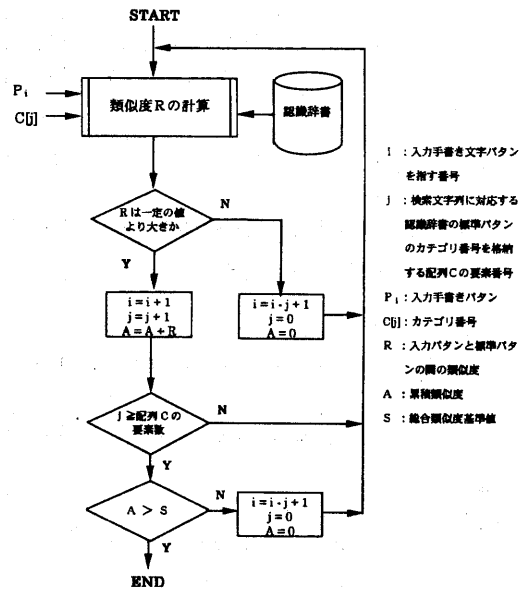 START
P i
C[j]
類似度Rの計算
認識辞書
Rは一定の値
より大きか
N
Y
i = i + 1
j = j + 1
A = A + R
i = i - j + 1
j = 0
A = 0
j ≧配列Cの
要素数
N
Y
A > S
N
i = i - j + 1
j = 0
A = 0
Y
END
i ：入力手書き文字パタン
を指す番号
j ：検索文字列に対応する
認識辞書の標準パタン
のカテゴリ番号を格納
する配列Cの要素番号
P i ：入力手書きパタン
C[j]：カテゴリ番号
R ：入力パタンと標準パタ
ンの間の類似度
A ：累積類似度
S ：総合類似度基準値